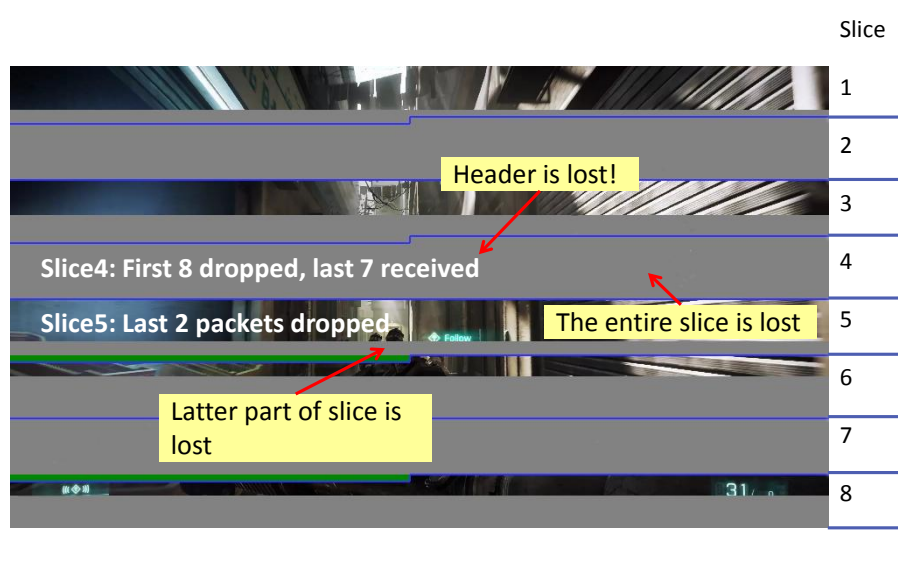 Slice
1
2
Header is lost!
3
4
Slice4: First 8 dropped, last 7 received
Slice5: Last 2 packets dropped
The entire slice is lost
5
Follow
6
Latter part of slice is
lost
7
31
8